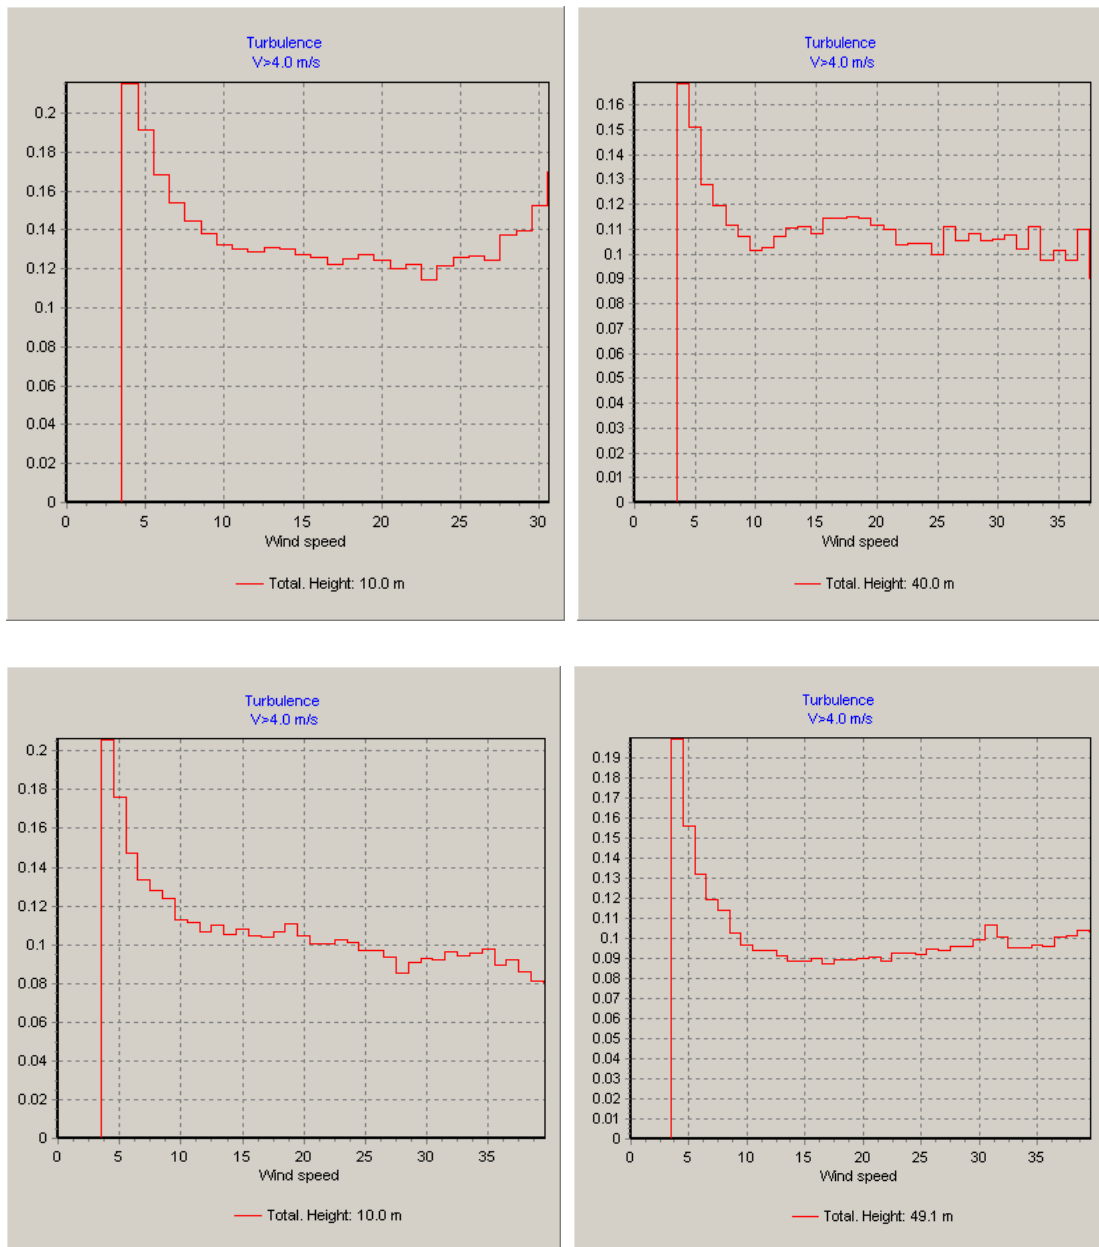 Turbulence
V>4.0 m/s
0.2
0.18
0.16
0.14
0.12
0.1
0.08
0.06
0.04
0.02
0
0 5 10 15 20 25 30
Wind speed
Total. Height: 10.0 m
Turbulence
V>4.0 m/s
0.16
0.15
0.14
0.13
0.12
0.11
0.1
0.09
0.08
0.07
0.06
0.05
0.04
0.03
0.02
0.01
0
0 5 10 15 20 25 30 35
Wind speed
Total. Height: 40.0 m
Turbulence
V>4.0 m/s
0.2
0.18
0.16
0.14
0.12
0.1
0.08
0.06
0.04
0.02
0
0 5 10 15 20 25 30 35
Wind speed
Total. Height: 10.0 m
Turbulence
V>4.0 m/s
0.19
0.18
0.17
0.16
0.15
0.14
0.13
0.12
0.11
0.1
0.09
0.08
0.07
0.06
0.05
0.04
0.03
0.02
0.01
0
0 5 10 15 20 25 30 35
Wind speed
Total. Height: 49.1 m